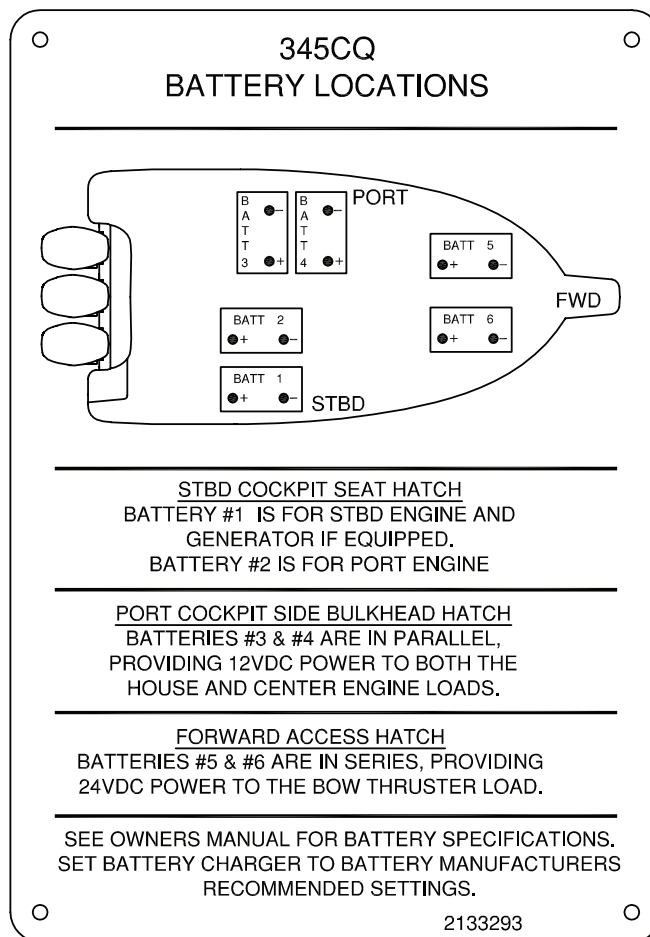 345CQ
BATTERY LOCATIONS
BATT 3
- +
BATT 4
- +
PORT
BATT 5
+ -
FWD
BATT 2
+ -
BATT 6
+ -
BATT 1
+ -
STBD
STBD COCKPIT SEAT HATCH
BATTERY #1 IS FOR STBD ENGINE AND
GENERATOR IF EQUIPPED.
BATTERY #2 IS FOR PORT ENGINE
PORT COCKPIT SIDE BULKHEAD HATCH
BATTERIES #3 & #4 ARE IN PARALLEL,
PROVIDING 12VDC POWER TO BOTH THE
HOUSE AND CENTER ENGINE LOADS.
FORWARD ACCESS HATCH
BATTERIES #5 & #6 ARE IN SERIES, PROVIDING
24VDC POWER TO THE BOW THRUSTER LOAD.
SEE OWNERS MANUAL FOR BATTERY SPECIFICATIONS.
SET BATTERY CHARGER TO BATTERY MANUFACTURERS
RECOMMENDED SETTINGS.
2133293